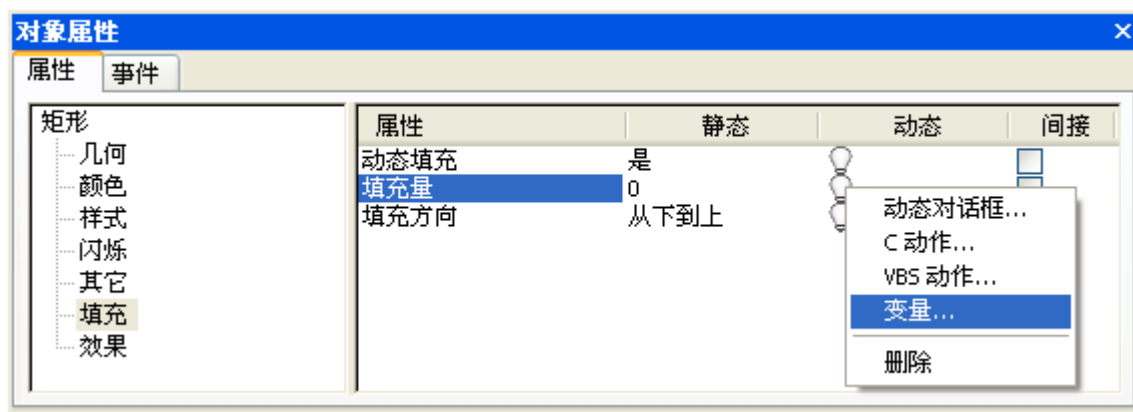 对象属性
属性 事件
矩形
几何
颜色
样式
闪烁
其它
填充
效果
属性 静态 动态 间接
动态填充 是
填充量 0
填充方向 从下到上
动态对话框...
C 动作...
VBS 动作...
变量...
删除